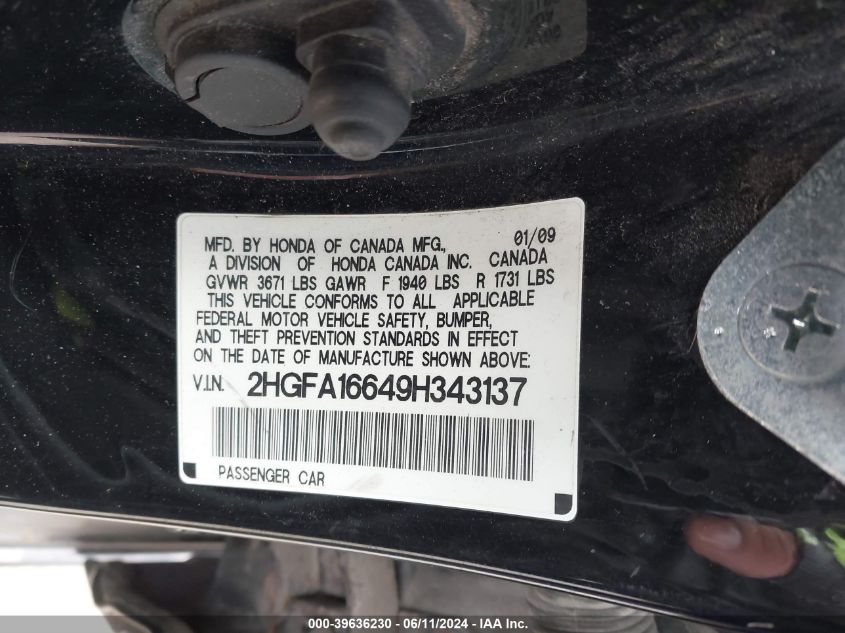 MFD. BY HONDA OF CANADA MFG., 01/09
A DIVISION OF HONDA CANADA INC. CANADA
GVWR 3671 LBS GAWR F 1940 LBS R 1731 LBS
THIS VEHICLE CONFORMS TO ALL APPLICABLE
FEDERAL MOTOR VEHICLE SAFETY, BUMPER,
AND THEFT PREVENTION STANDARDS IN EFFECT
ON THE DATE OF MANUFACTURE SHOWN ABOVE:
V.I.N. 2HGFA16649H343137
PASSENGER CAR
000-39636230 - 06/11/2024 - IAA Inc.